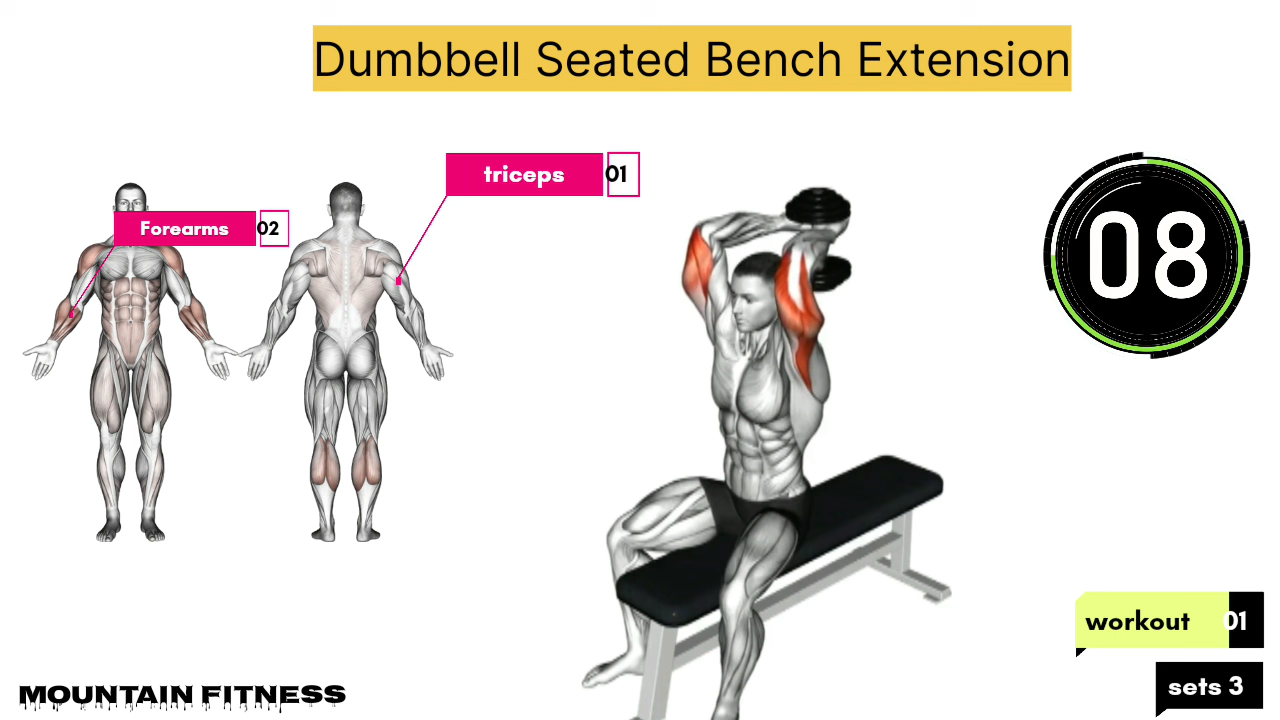 Dumbbell Seated Bench Extension
triceps 01
Forearms 02
08
workout 01
sets 3
MOUNTAIN FITNESS